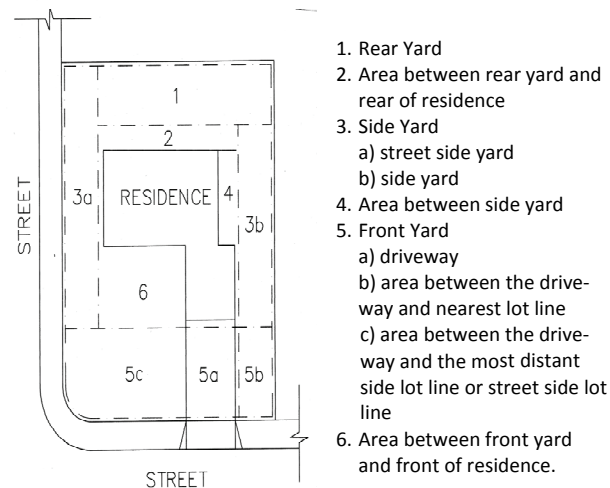 1
2
3a
RESIDENCE
4
3b
STREET
6
5c
5a
5b
STREET
1. Rear Yard
2. Area between rear yard and
rear of residence
3. Side Yard
a) street side yard
b) side yard
4. Area between side yard
5. Front Yard
a) driveway
b) area between the drive-
way and nearest lot line
c) area between the drive-
way and the most distant
side lot line or street side lot
line
6. Area between front yard
and front of residence.